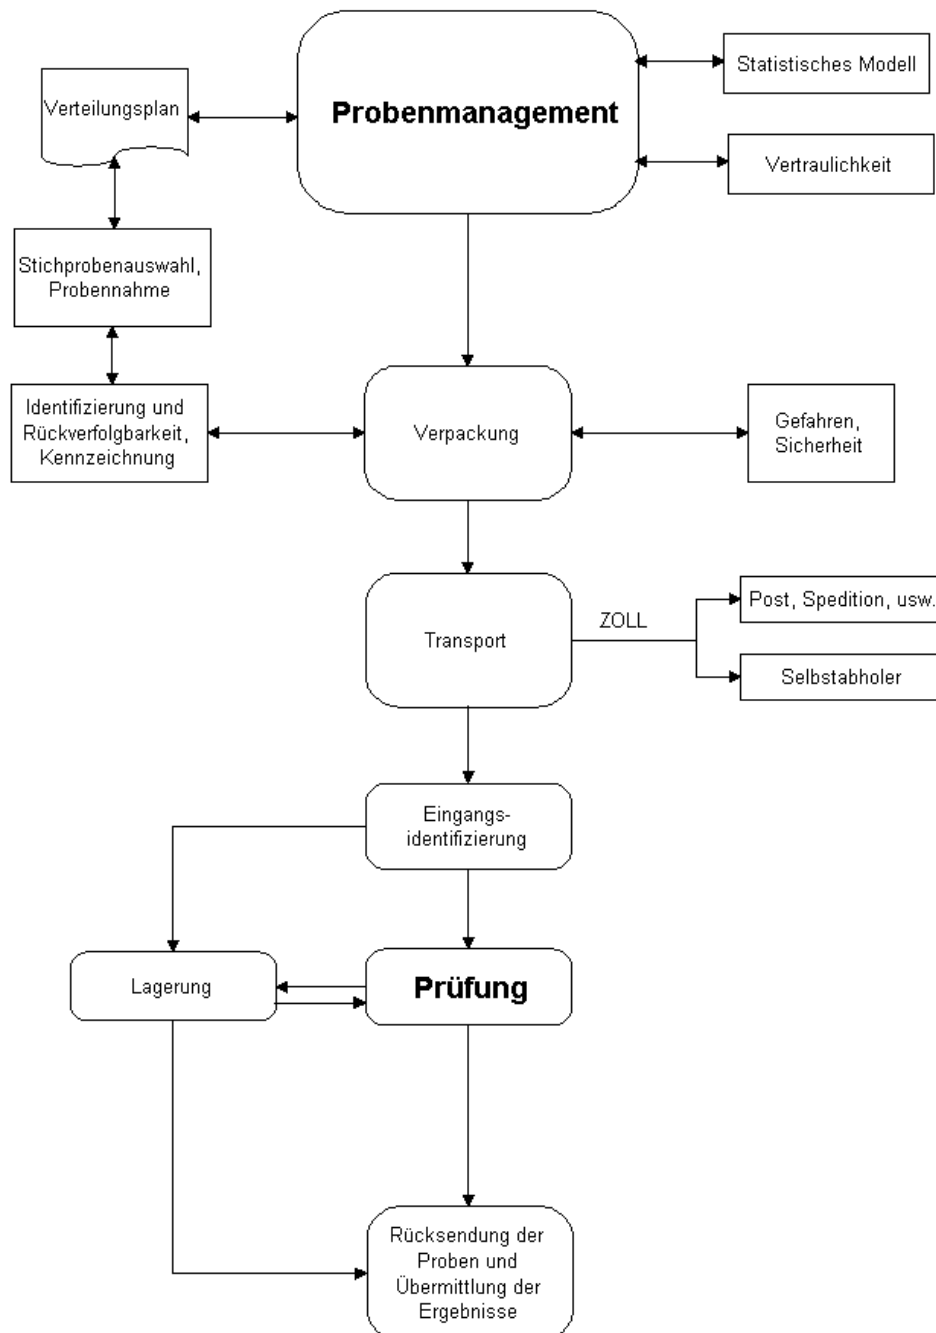 Probenmanagement
Statistisches Modell
Verteilungsplan
Vertraulichkeit
Stichprobenauswahl,
Probennahme
Identifizierung und
Rückverfolgbarkeit,
Kennzeichnung
Verpackung
Gefahren,
Sicherheit
Transport
ZOLL
Post, Spedition, usw.
Selbstabholer
Eingangs-
identifizierung
Lagerung
Prüfung
Rücksendung der
Proben und
Übermittlung der
Ergebnisse